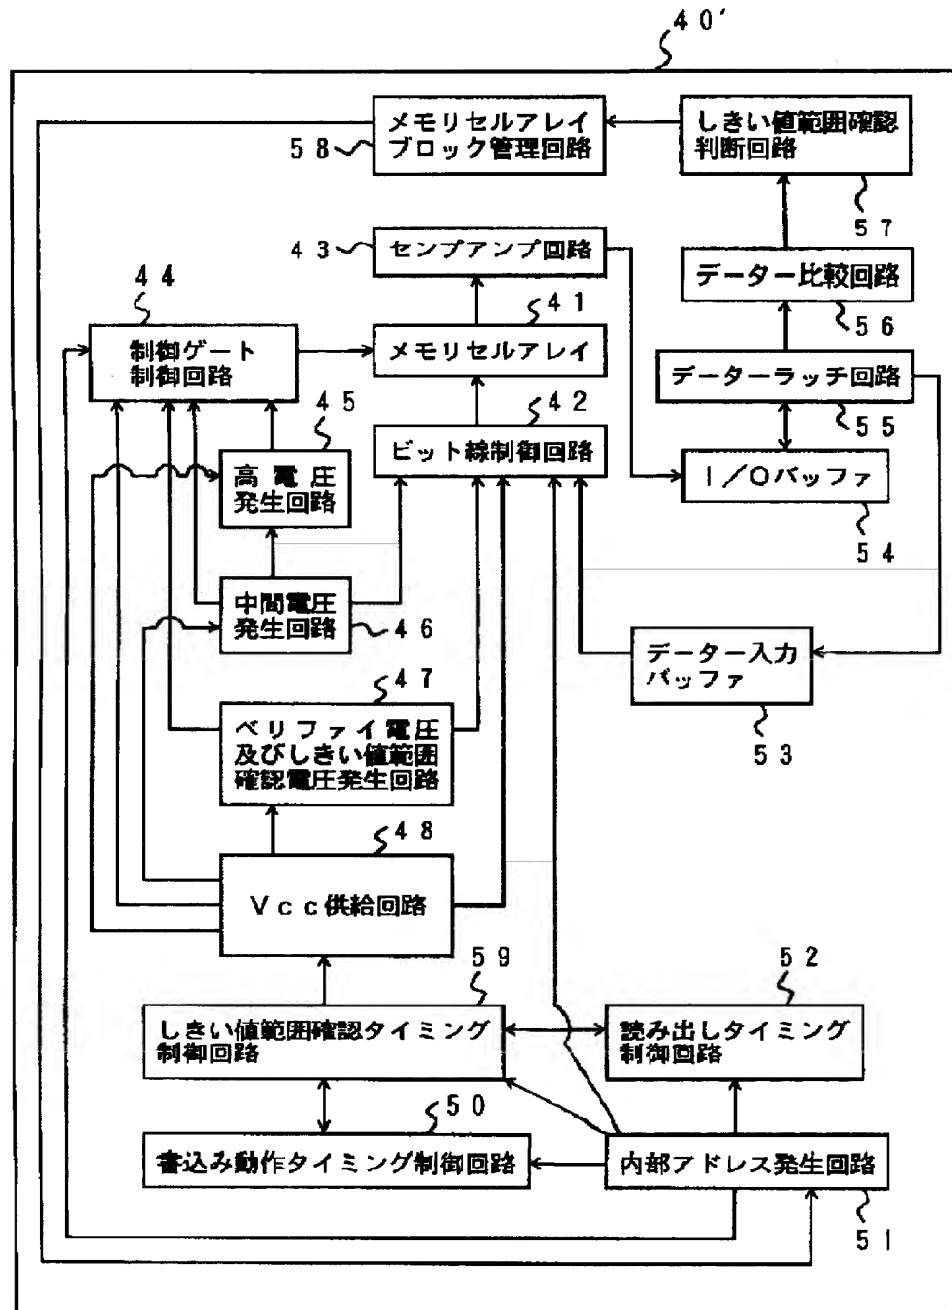 40'
メモリセルアレイ
ブロック管理回路
58
しきい値範囲確認
判断回路
57
43
センプアンプ回路
データー比較回路
56
44
制御ゲート
制御回路
41
メモリセルアレイ
データーラッチ回路
55
45
高電圧
発生回路
42
ビット線制御回路
I/Oバッファ
54
中間電圧
発生回路
46
データー入力
バッファ
53
47
ベリファイ電圧
及びしきい値範囲
確認電圧発生回路
48
Vcc供給回路
59
しきい値範囲確認タイミング
制御回路
52
読み出しタイミング
制御回路
50
書込み動作タイミング制御回路
内部アドレス発生回路
51